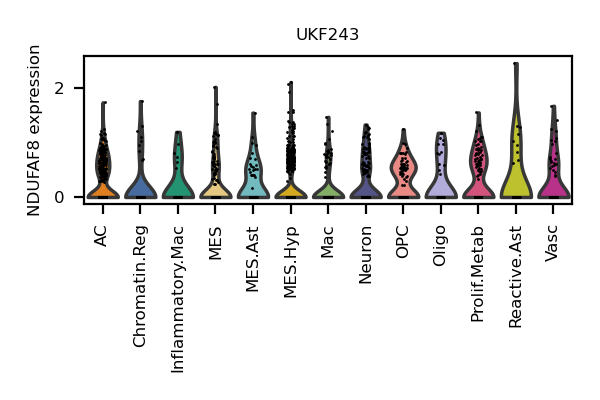 UKF243
NDUFAF8 expression
2
0
AC
Chromatin.Reg
Inflammatory.Mac
MES
MES.Ast
MES.Hyp
Mac
Neuron
OPC
Oligo
Prolif.Metab
Reactive.Ast
Vasc